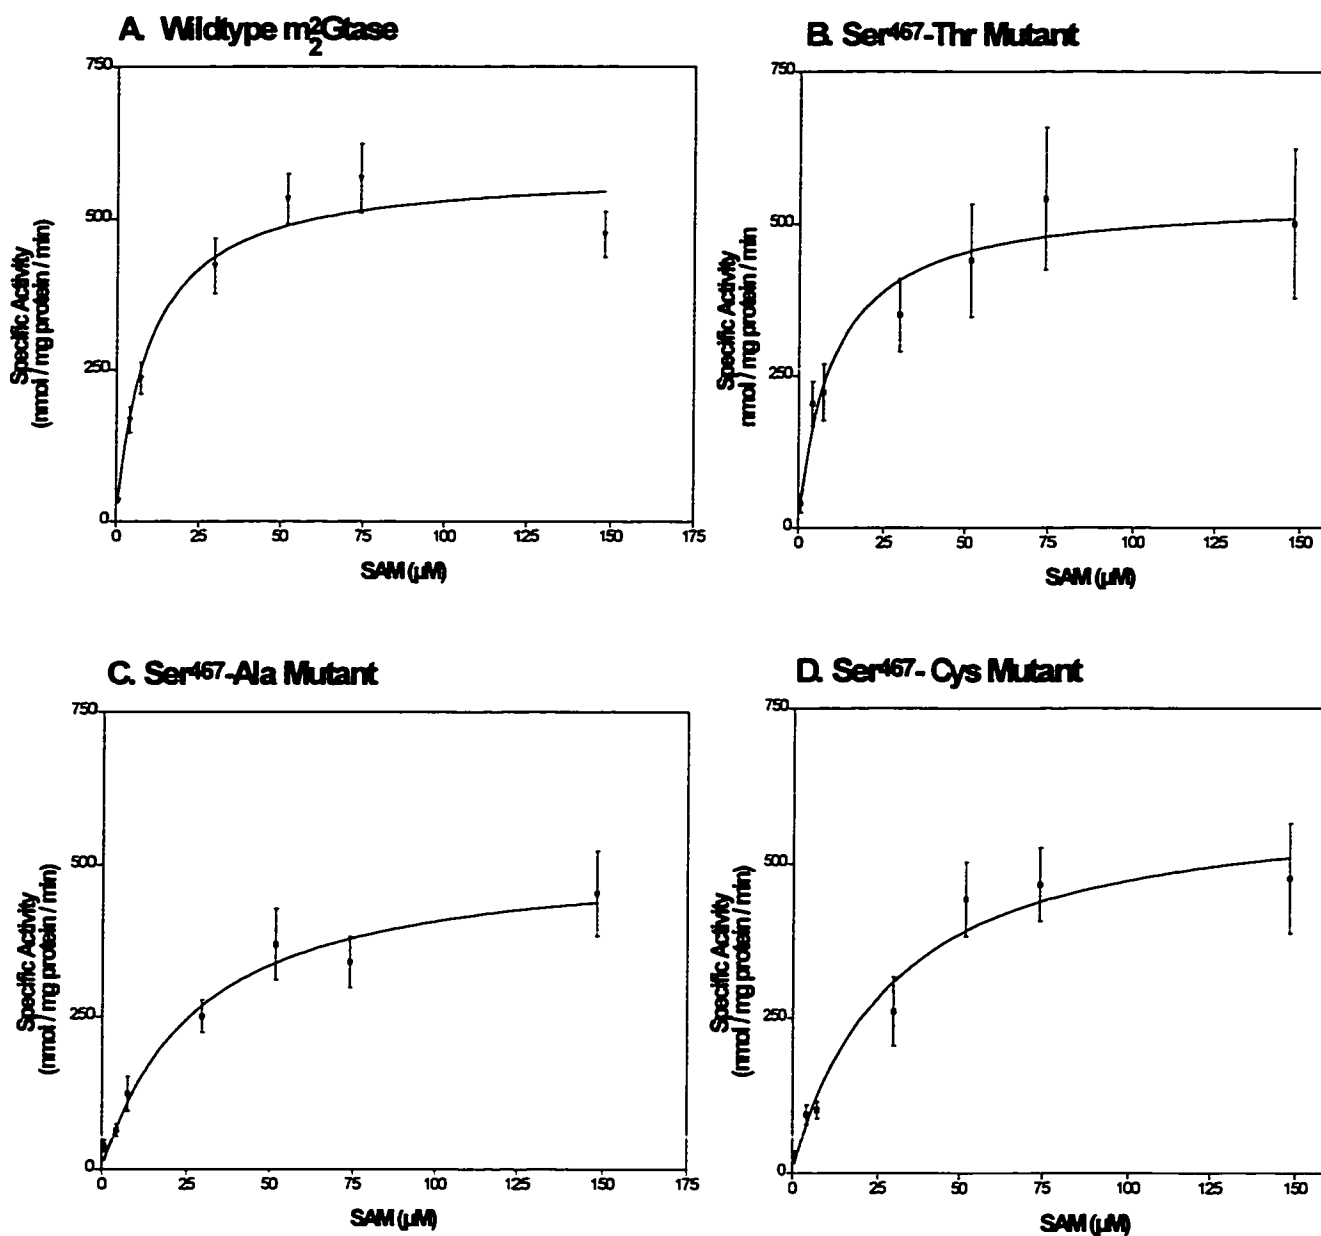 A. Wildtype m²₂Gtase
750
500
250
0
Specific Activity
(nmol / mg protein / min)
0 25 50 75 100 125 150 175
SAM (µM)
B. Ser467-Thr Mutant
750
500
250
0
Specific Activity
nmol / mg protein / min
0 25 50 75 100 125 150
SAM (µM)
C. Ser467-Ala Mutant
750
500
250
0
Specific Activity
(nmol / mg protein / min)
0 25 50 75 100 125 150 175
SAM (µM)
D. Ser467- Cys Mutant
750
500
250
0
Specific Activity
(nmol / mg protein / min)
0 25 50 75 100 125 150
SAM (µM)